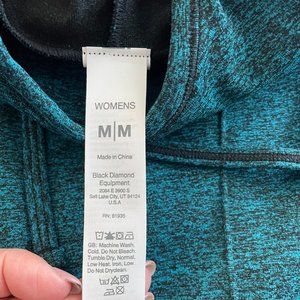 WOMENS
M|M
Made in China
Black Diamond
Equipment
2084 E 3900 S
Salt Lake City, UT 84124
U.S.A
RN: 81935
GB: Machine Wash
Cold. Do Not Bleach.
Tumble Dry, Normal,
Low Heat. Iron, Low
Do Not Dryclean.